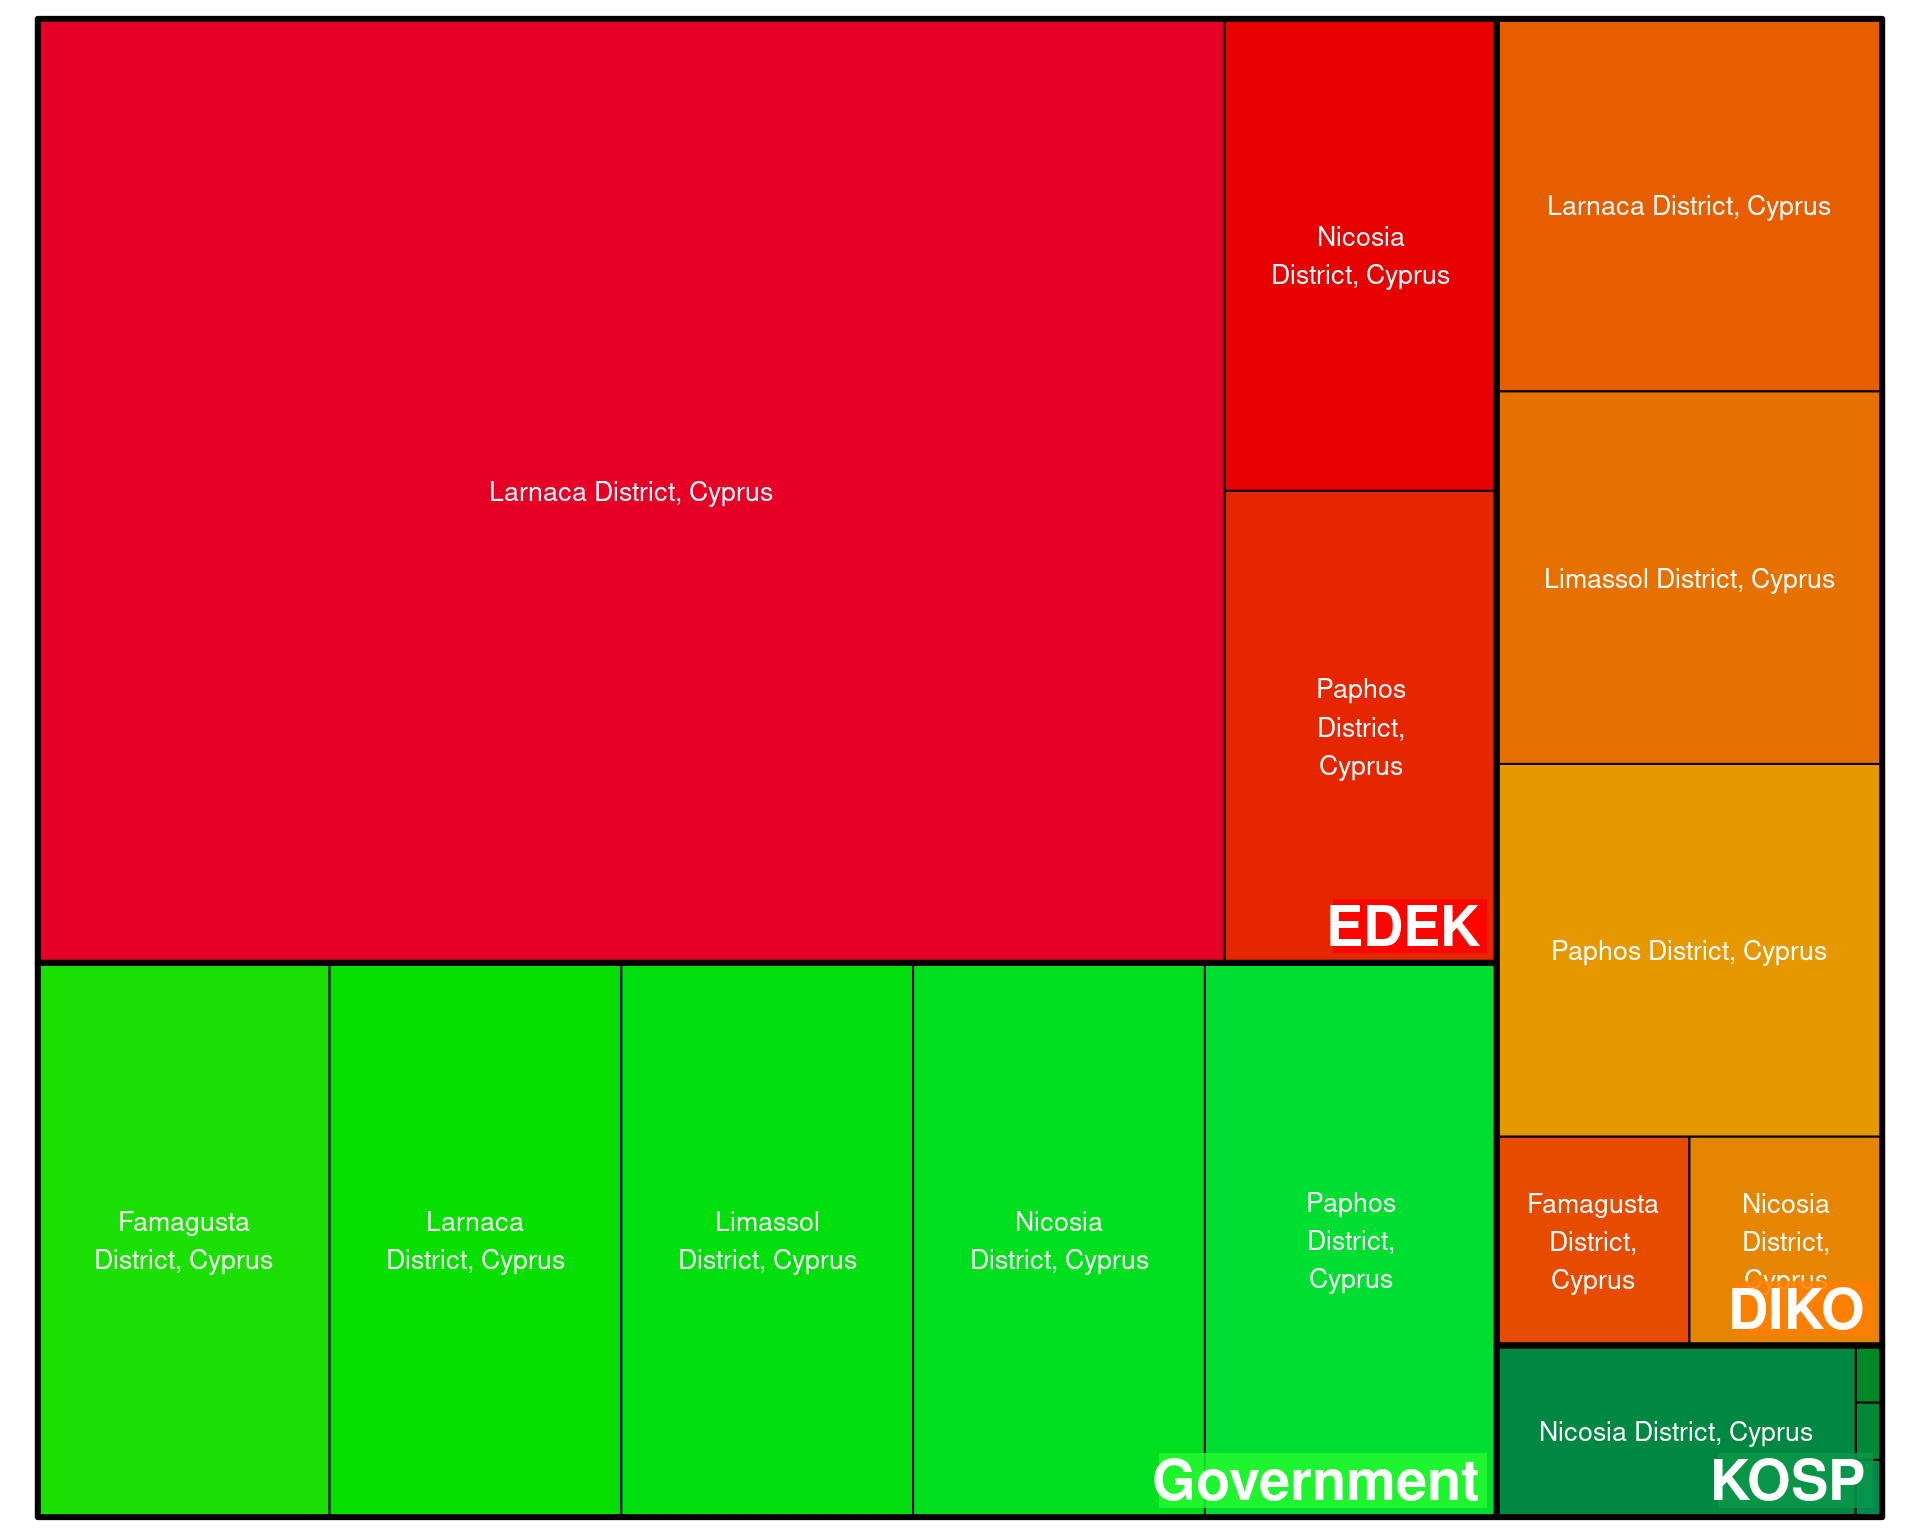 Larnaca District, Cyprus
Nicosia
District, Cyprus
Paphos
District,
Cyprus
EDEK
Larnaca District, Cyprus
Limassol District, Cyprus
Paphos District, Cyprus
Famagusta
District,
Cyprus
Nicosia
District,
Cyprus
DIKO
Famagusta
District, Cyprus
Larnaca
District, Cyprus
Limassol
District, Cyprus
Nicosia
District, Cyprus
Paphos
District,
Cyprus
Government
Nicosia District, Cyprus
KOSP